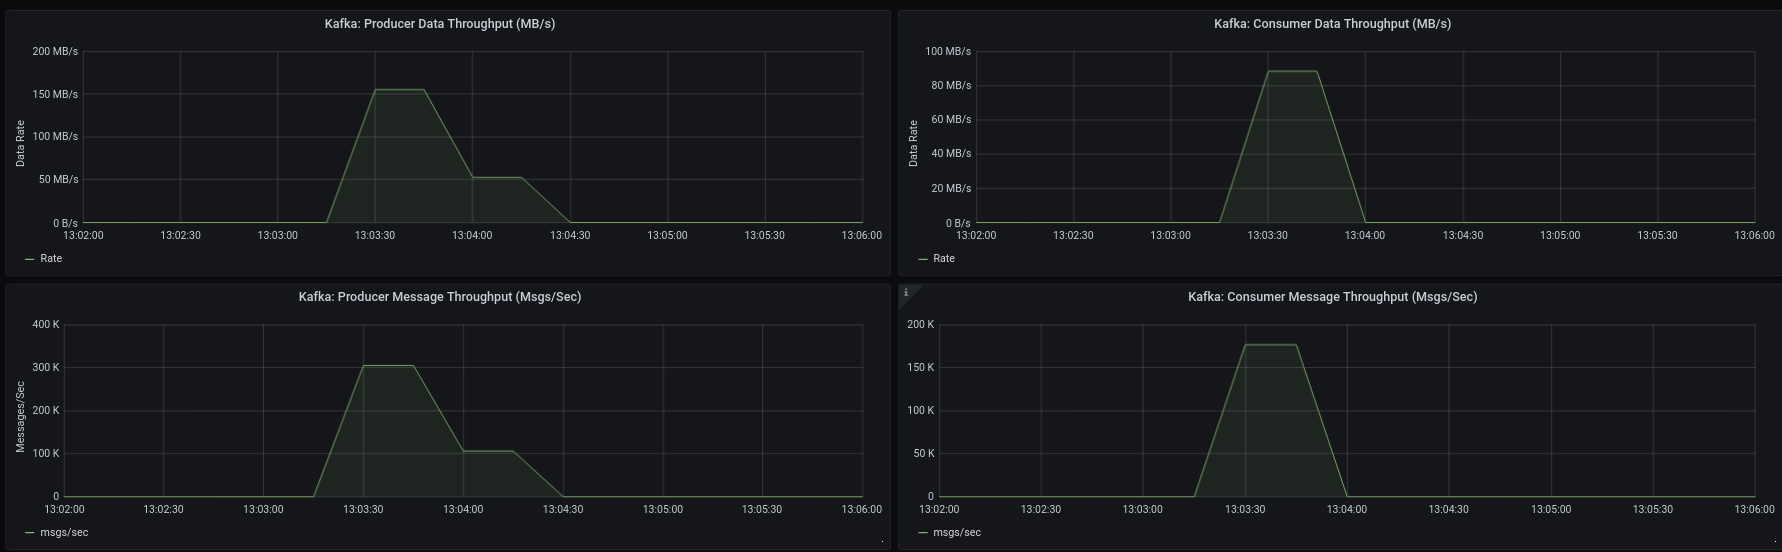 Kafka: Producer Data Throughput (MB/s)
200 MB/s
150 MB/s
100 MB/s
50 MB/s
0 B/s
Data Rate
13:02:00 13:02:30 13:03:00 13:03:30 13:04:00 13:04:30 13:05:00 13:05:30 13:06:00
Rate
Kafka: Consumer Data Throughput (MB/s)
100 MB/s
80 MB/s
60 MB/s
40 MB/s
20 MB/s
0 B/s
Data Rate
13:02:00 13:02:30 13:03:00 13:03:30 13:04:00 13:04:30 13:05:00 13:05:30 13:06:00
Rate
Kafka: Producer Message Throughput (Msgs/Sec)
400 K
300 K
200 K
100 K
0
Messages/Sec
13:02:00 13:02:30 13:03:00 13:03:30 13:04:00 13:04:30 13:05:00 13:05:30 13:06:00
msgs/sec
i
Kafka: Consumer Message Throughput (Msgs/Sec)
200 K
150 K
100 K
50 K
0
13:02:00 13:02:30 13:03:00 13:03:30 13:04:00 13:04:30 13:05:00 13:05:30 13:06:00
msgs/sec